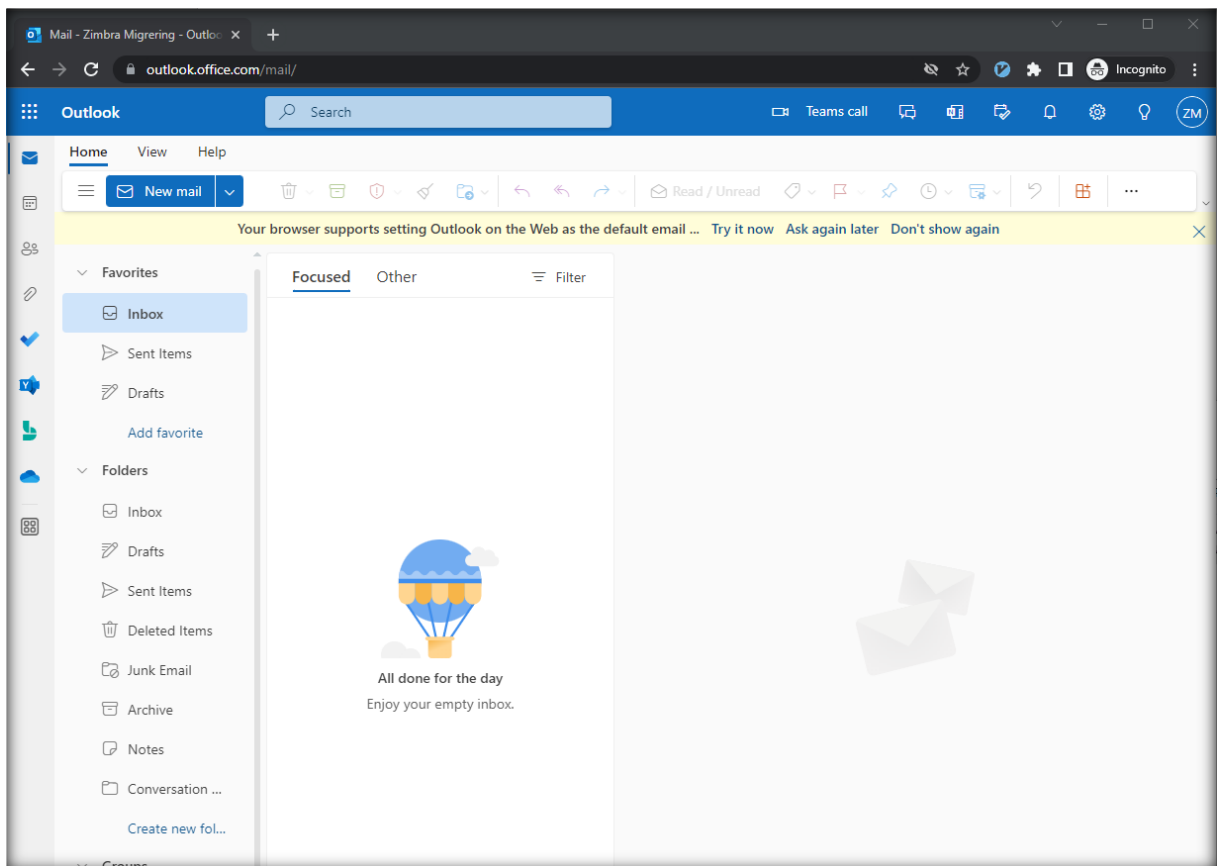 Mail - Zimbra Migrering - Outloo
outlook.office.com/mail/
Incognito
Outlook
Search
Teams call
ZM
Home View Help
New mail
Read / Unread
Your browser supports setting Outlook on the Web as the default email ... Try it now Ask again later Don't show again
Favorites
Focused Other Filter
Inbox
Sent Items
Drafts
Add favorite
Folders
Inbox
Drafts
Sent Items
Deleted Items
Junk Email
All done for the day
Enjoy your empty inbox.
Archive
Notes
Conversation ...
Create new fol...
Groups